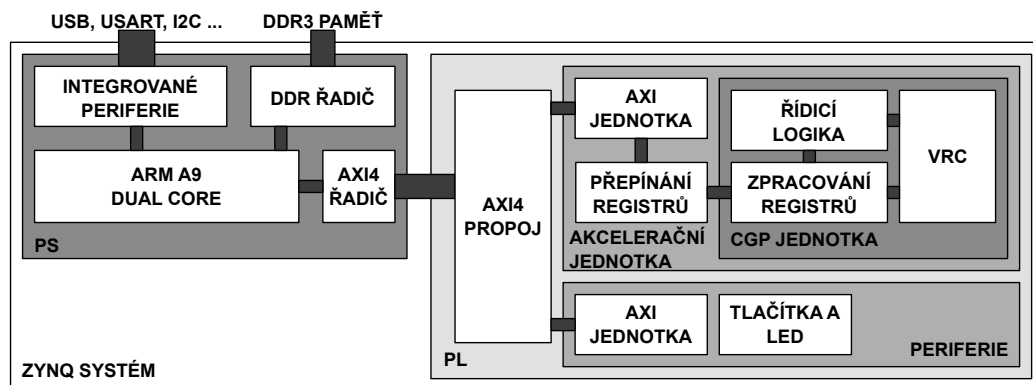 USB, USART, I2C ...
DDR3 PAMĚŤ
INTEGROVANÉ
PERIFERIE
DDR ŘADIČ
ARM A9
DUAL CORE
AXI4
ŘADIČ
PS
AXI4
PROPOJ
AXI
JEDNOTKA
PŘEPÍNÁNÍ
REGISTRŮ
AKCELERAČNÍ
JEDNOTKA
ŘÍDICÍ
LOGIKA
ZPRACOVÁNÍ
REGISTRŮ
VRC
CGP JEDNOTKA
AXI
JEDNOTKA
TLAČÍTKA A
LED
PERIFERIE
PL
ZYNQ SYSTÉM